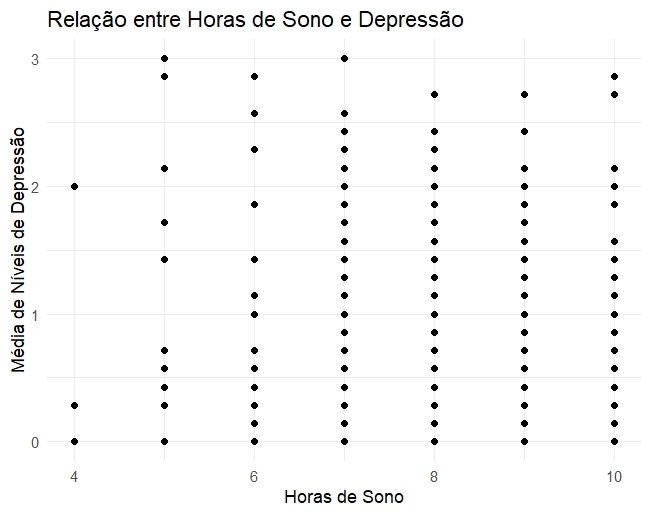 Relação entre Horas de Sono e Depressão
Média de Níveis de Depressão
3
2
1
0
4
6
8
10
Horas de Sono